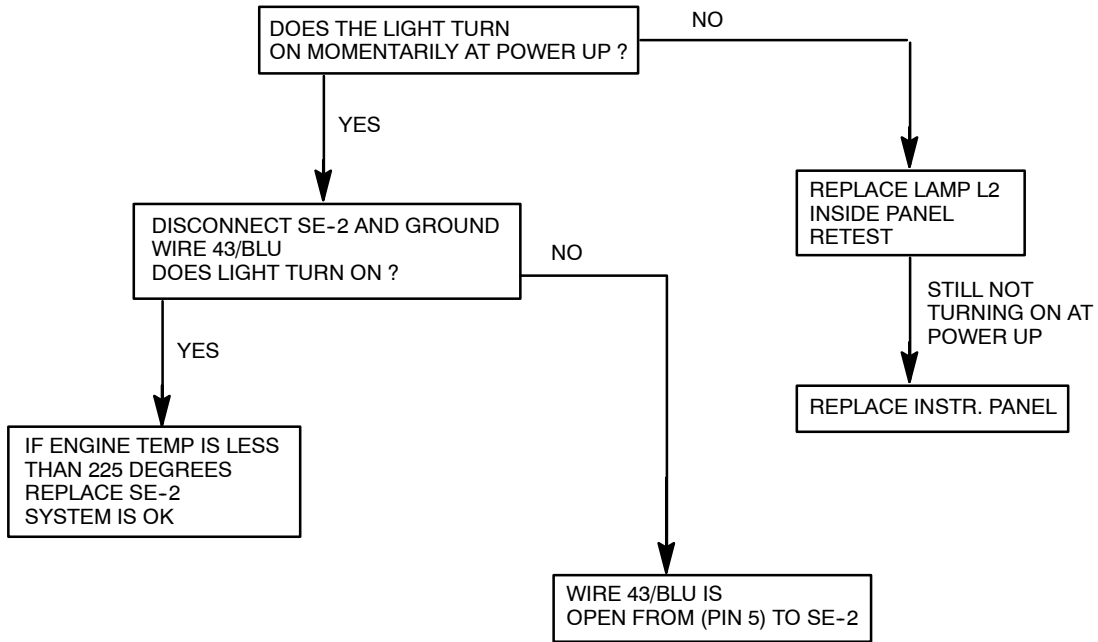 DOES THE LIGHT TURN
ON MOMENTARILY AT POWER UP ?
NO
YES
REPLACE LAMP L2
INSIDE PANEL
RETEST
DISCONNECT SE-2 AND GROUND
WIRE 43/BLU
DOES LIGHT TURN ON ?
NO
STILL NOT
TURNING ON AT
POWER UP
YES
REPLACE INSTR. PANEL
IF ENGINE TEMP IS LESS
THAN 225 DEGREES
REPLACE SE-2
SYSTEM IS OK
WIRE 43/BLU IS
OPEN FROM (PIN 5) TO SE-2